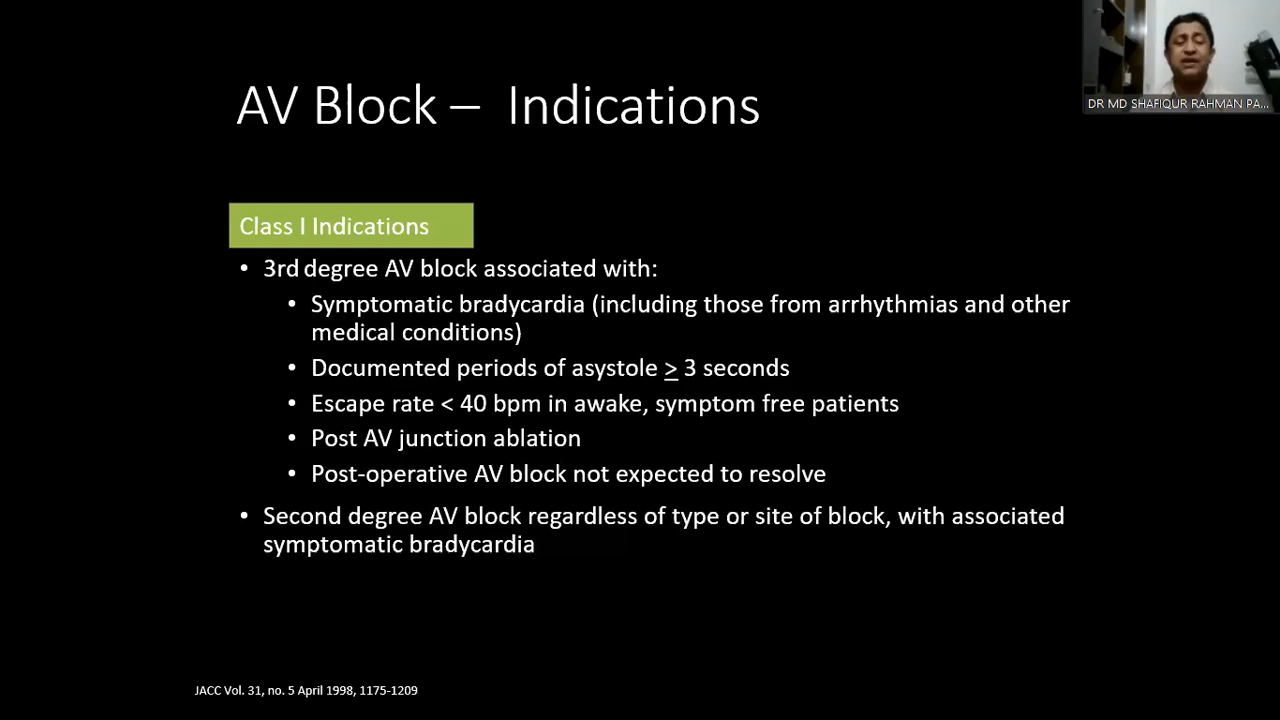 DR MD SHAFIQUR RAHMAN PA...
AV Block – Indications
Class I Indications
• 3rd degree AV block associated with:
• Symptomatic bradycardia (including those from arrhythmias and other
medical conditions)
• Documented periods of asystole ≥ 3 seconds
• Escape rate < 40 bpm in awake, symptom free patients
• Post AV junction ablation
• Post-operative AV block not expected to resolve
• Second degree AV block regardless of type or site of block, with associated
symptomatic bradycardia
JACC Vol. 31, no. 5 April 1998, 1175-1209